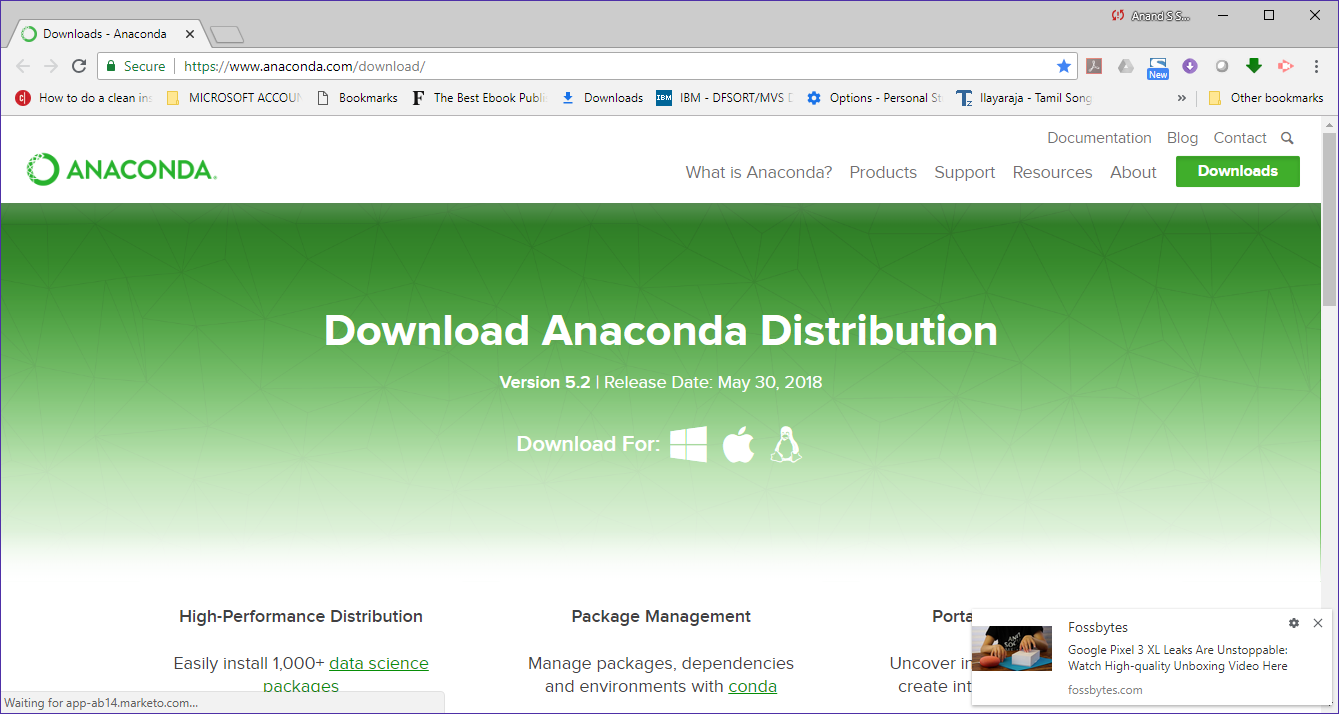 Anand S S...
Downloads - Anaconda
Secure
https://www.anaconda.com/download/
New
How to do a clean ins
MICROSOFT ACCOUN
Bookmarks
F
The Best Ebook Publi
Downloads
IBM
IBM - DFSORT/MVS D
Options - Personal St
Tz
Ilayaraja - Tamil Song
»
Other bookmarks
Documentation
Blog
Contact
ANACONDA.
What is Anaconda?
Products
Support
Resources
About
Downloads
Download Anaconda Distribution
Version 5.2 | Release Date: May 30, 2018
Download For:
High-Performance Distribution
Easily install 1,000+ data science
packages
Package Management
Manage packages, dependencies
and environments with conda
Porta
Uncover in
create int
Fossbytes
Google Pixel 3 XL Leaks Are Unstoppable:
Watch High-quality Unboxing Video Here
fossbytes.com
Waiting for app-ab14.marketo.com...